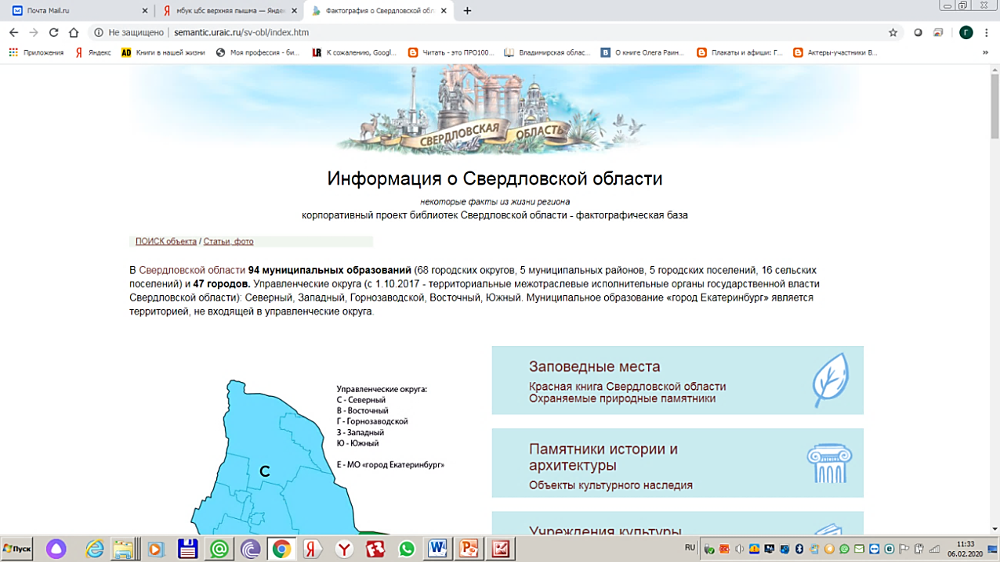 Почта Mail.ru
мбук цбс верхняя пышма — Янде
Фактография о Свердловской обл
Не защищено
semantic.uraic.ru/sv-obl/index.htm
Приложения
Яндекс
Книги в нашей жизни
Моя профессия - би...
К сожалению, Googl...
Читать - это ПРО100...
Владимирская облас...
О книге Олега Раин...
Плакаты и афиши: Г...
Актеры-участники В...
СВЕРДЛОВСКАЯ ОБЛАСТЬ
Информация о Свердловской области
некоторые факты из жизни региона
корпоративный проект библиотек Свердловской области - фактографическая база
ПОИСК объекта / Статьи, фото
В Свердловской области 94 муниципальных образований (68 городских округов, 5 муниципальных районов, 5 городских поселений, 16 сельских
поселений) и 47 городов. Управленческие округа (с 1.10.2017 - территориальные межотраслевые исполнительные органы государственной власти
Свердловской области): Северный, Западный, Горнозаводской, Восточный, Южный. Муниципальное образование «город Екатеринбург» является
территорией, не входящей в управленческие округа.
Управленческие округа:
С - Северный
В - Восточный
Г - Горнозаводской
З - Западный
Ю - Южный
Е - МО «город Екатеринбург»
С
Заповедные места
Красная книга Свердловской области
Охраняемые природные памятники
Памятники истории и
архитектуры
Объекты культурного наследия
Учреждения культуры
Пуск
RU
11:33
06.02.2020